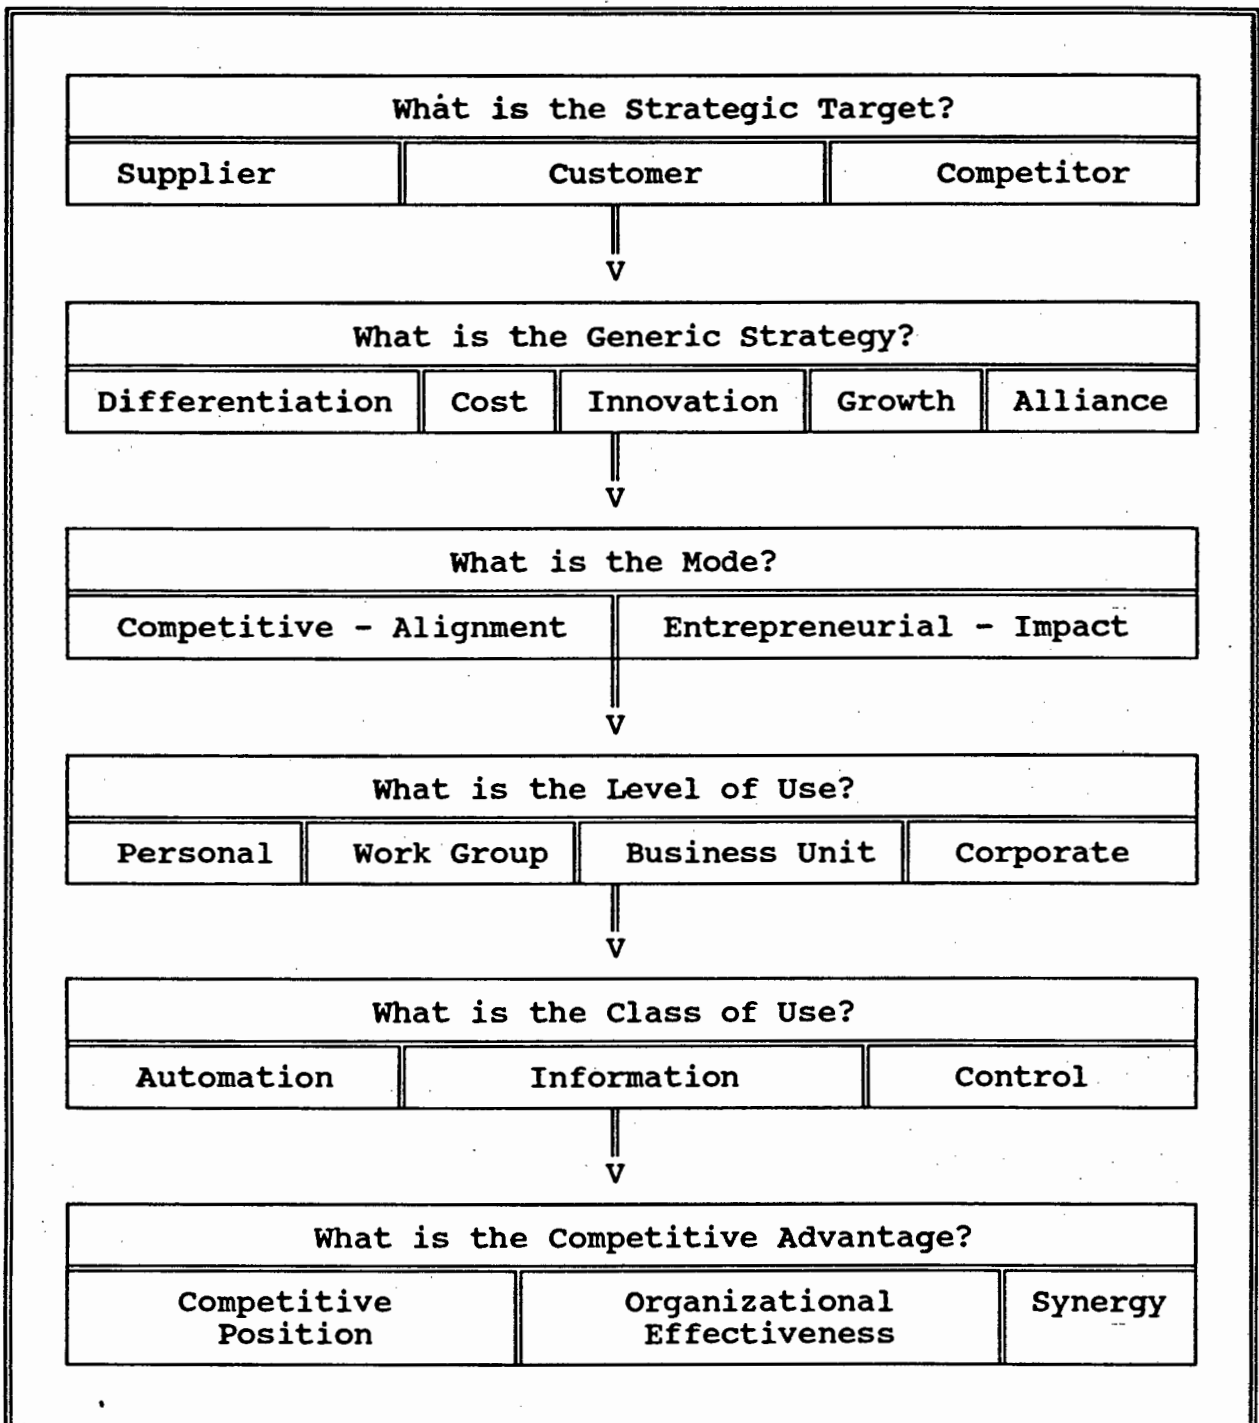 What is the Strategic Target?
Supplier Customer Competitor
V
What is the Generic Strategy?
Differentiation Cost Innovation Growth Alliance
V
What is the Mode?
Competitive - Alignment Entrepreneurial - Impact
V
What is the Level of Use?
Personal Work Group Business Unit Corporate
V
What is the Class of Use?
Automation Information Control
V
What is the Competitive Advantage?
Competitive Organizational Synergy
Position Effectiveness